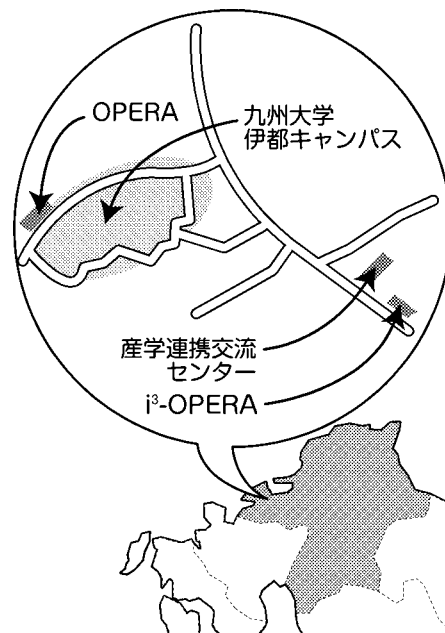 OPERA
九州大学
伊都キャンパス
産学連携交流
センター
i³-OPERA